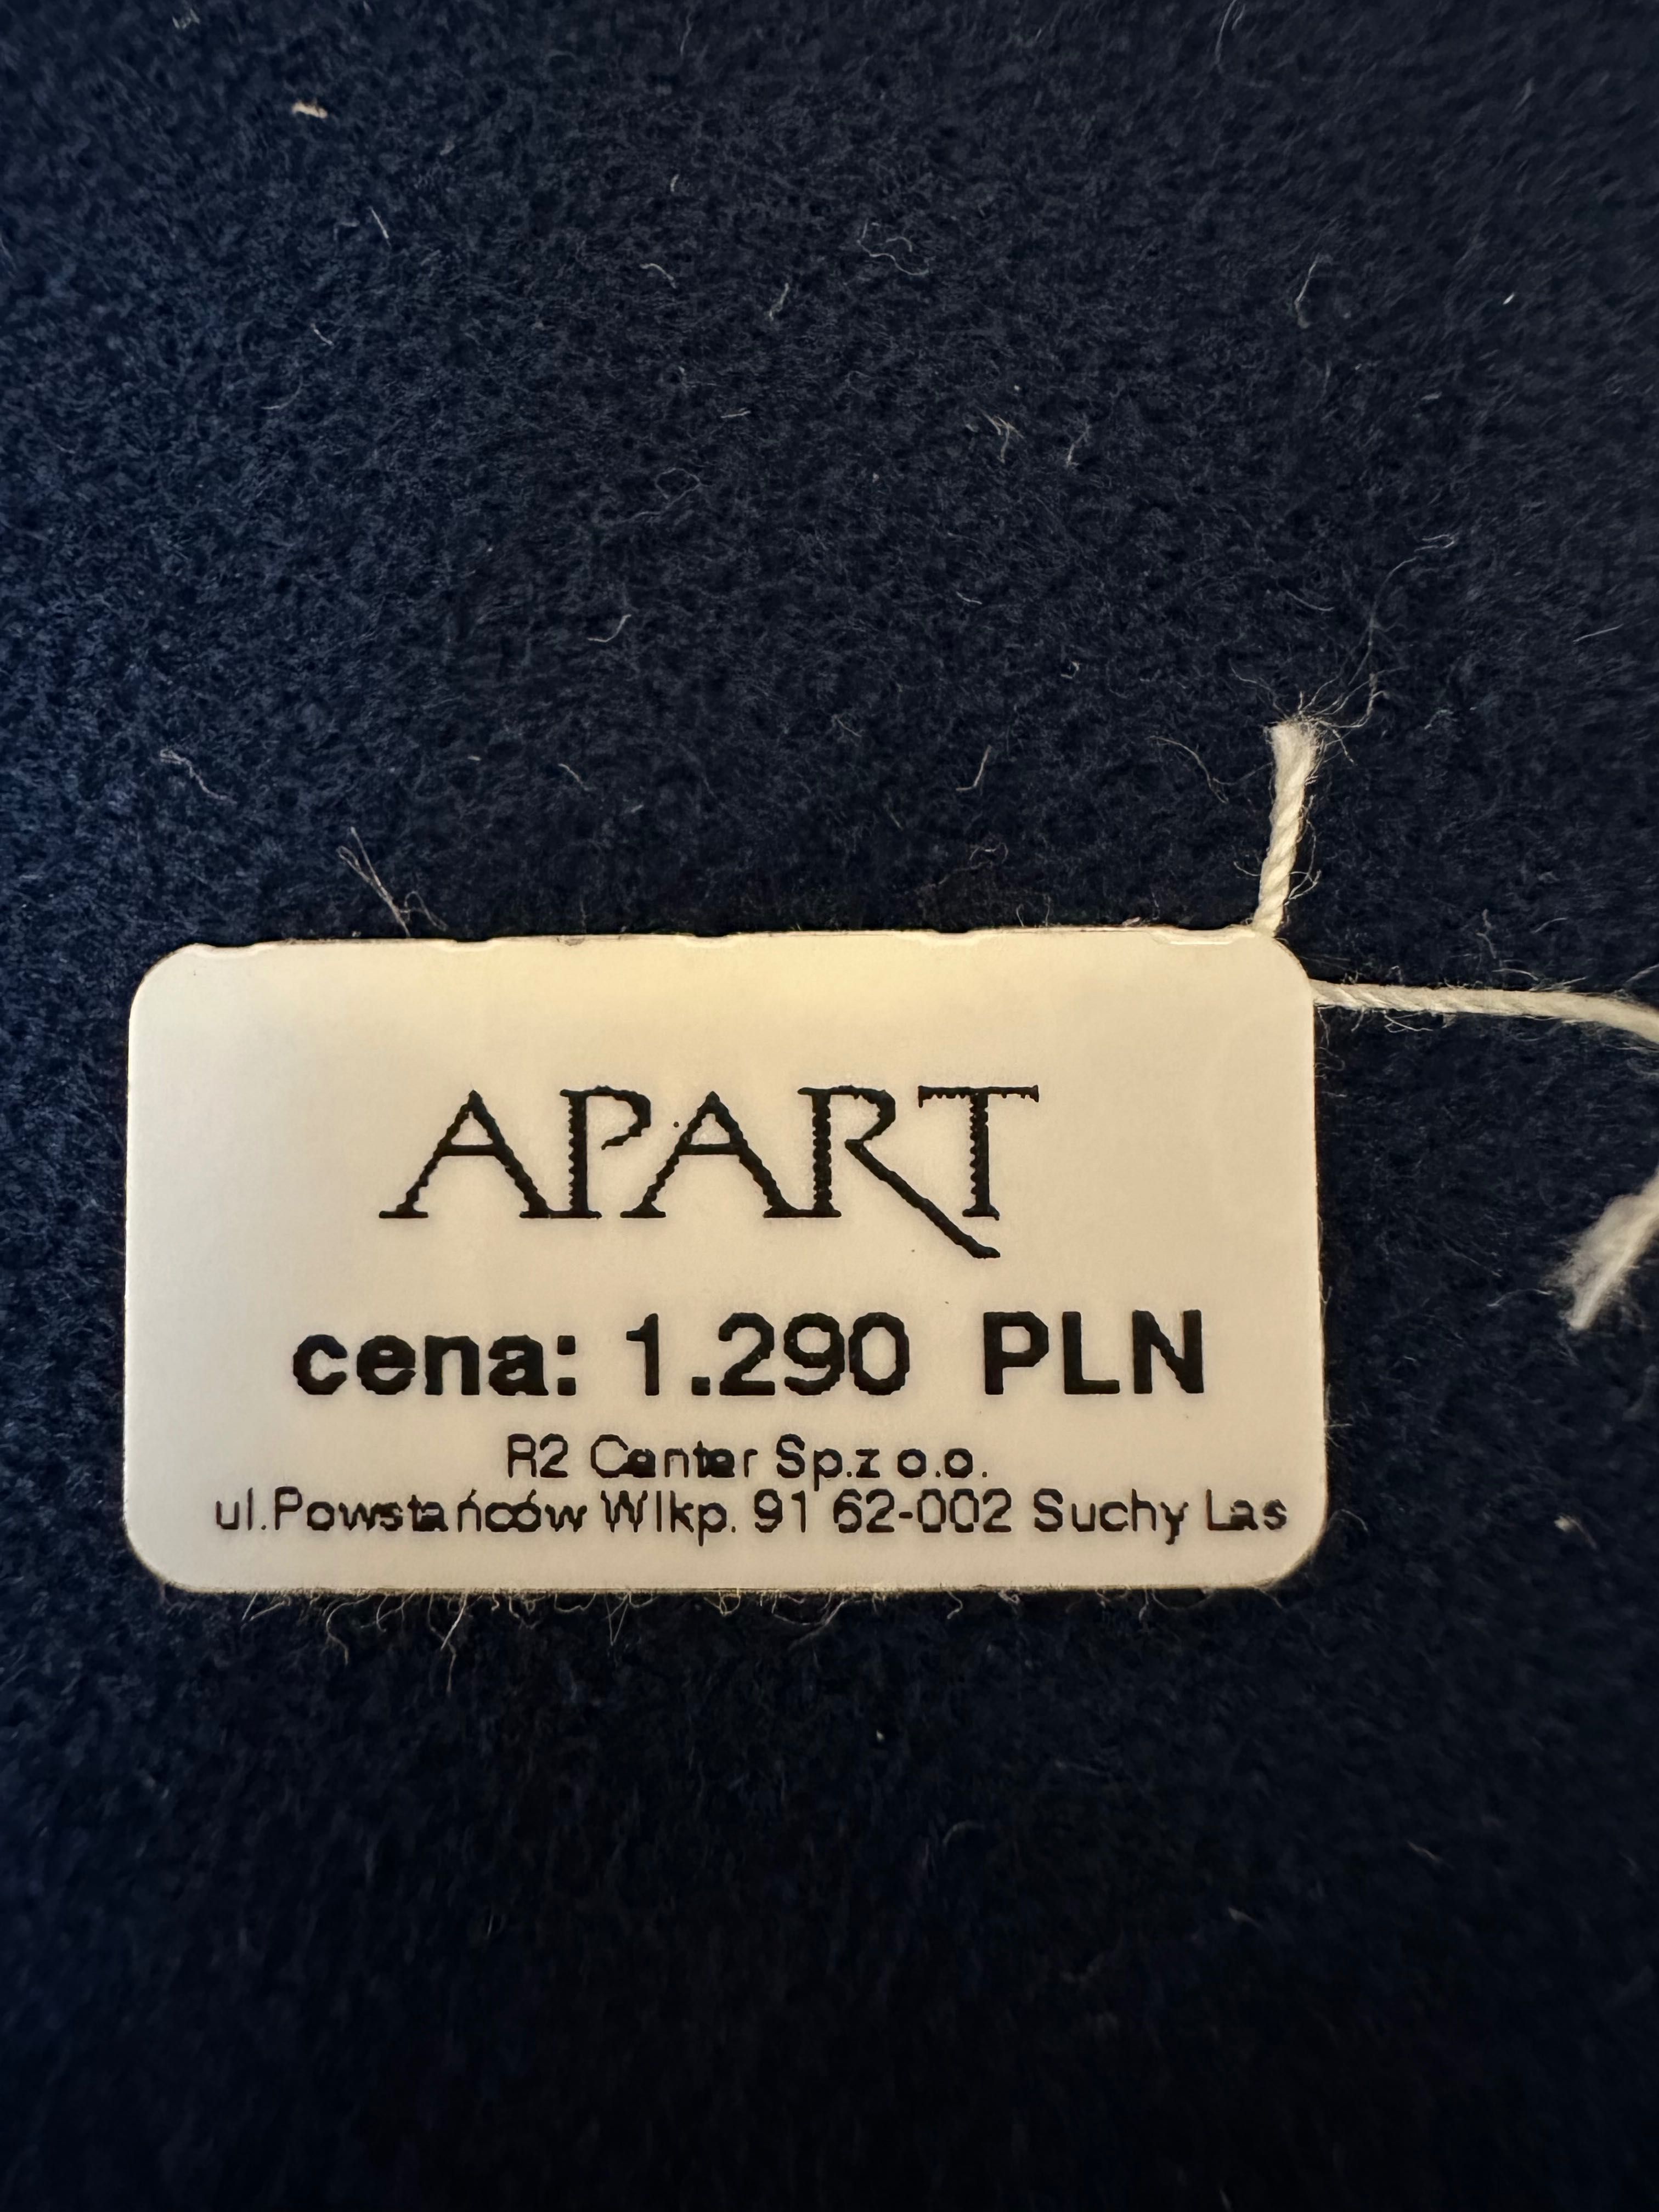 APART
cena: 1.290 PLN
R2 Center Sp.z o.o.
ul.Powstańców Wlkp. 91 62-002 Suchy Las